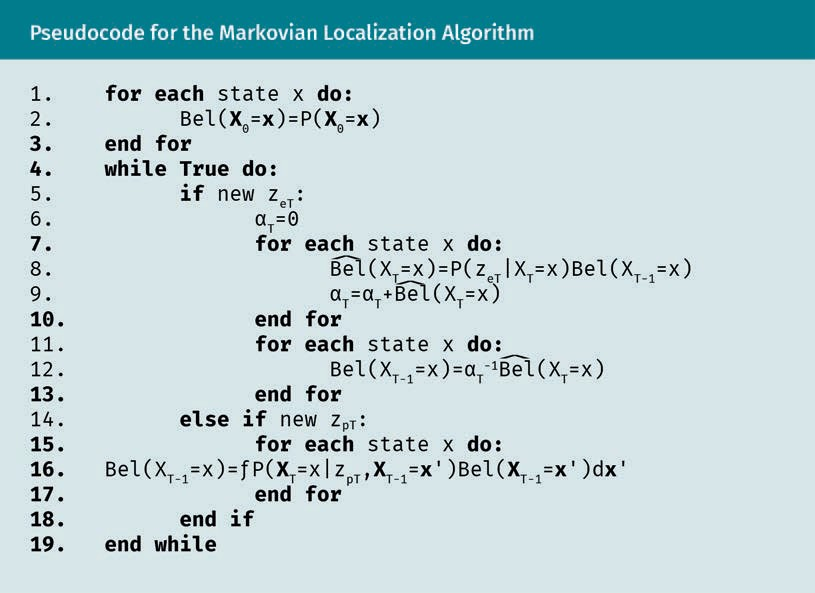 Pseudocode for the Markovian Localization Algorithm
1. for each state x do:
2. Bel(X₀=x)=P(X₀=x)
3. end for
4. while True do:
5. if new z_eT:
6. α_T=0
7. for each state x do:
8. B͡el(X_T=x)=P(z_eT|X_T=x)Bel(X_T-1=x)
9. α_T=α_T+B͡el(X_T=x)
10. end for
11. for each state x do:
12. Bel(X_T-1=x)=α_T⁻¹B͡el(X_T=x)
13. end for
14. else if new z_pT:
15. for each state x do:
16. Bel(X_T-1=x)=ƒP(X_T=x|z_pT,X_T-1=x')Bel(X_T-1=x')dx'
17. end for
18. end if
19. end while